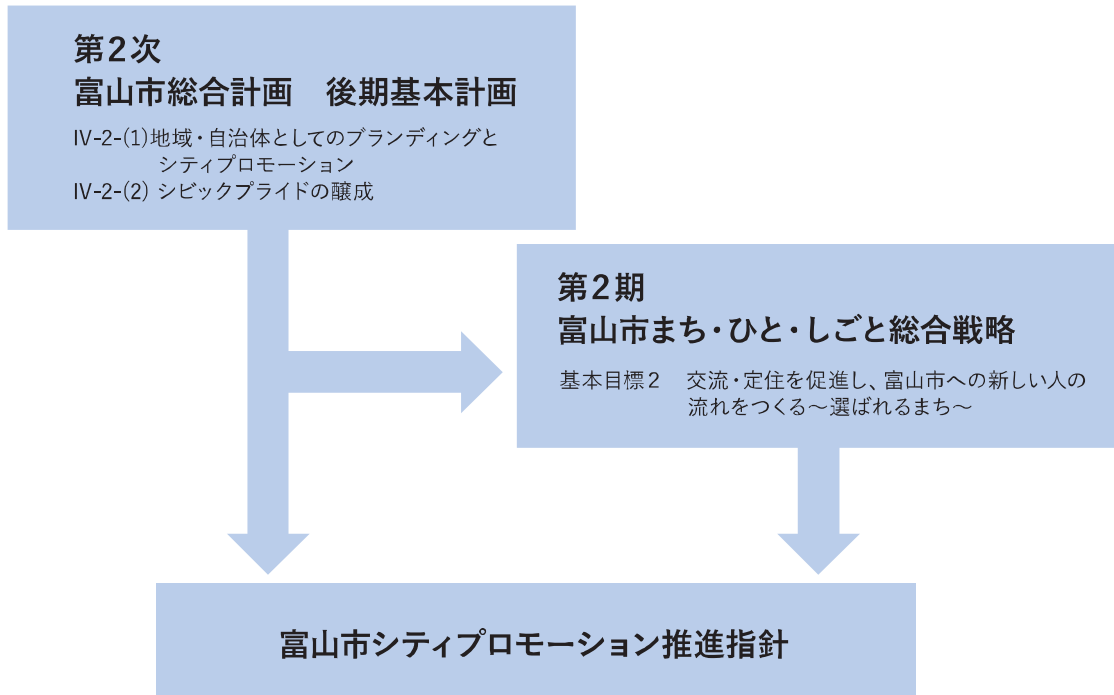 第2次
富山市総合計画　後期基本計画
Ⅳ-2-(1)地域・自治体としてのブランディングと
シティプロモーション
Ⅳ-2-(2) シビックプライドの醸成
第2期
富山市まち・ひと・しごと総合戦略
基本目標2　交流・定住を促進し、富山市への新しい人の
流れをつくる～選ばれるまち～
富山市シティプロモーション推進指針